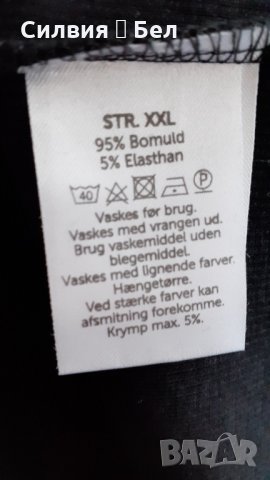 Силвия 🌸 Бел
STR. XXL
95% Bomuld
5% Elasthan
40 P
Vaskes før brug.
Vaskes med vrangen ud.
Brug vaskemiddel uden
blegemiddel.
Vaskes med lignende farver.
Hængetørre.
Ved stærke farver kan
afsmitning forekomme.
Krymp max. 5%.
BAZAR